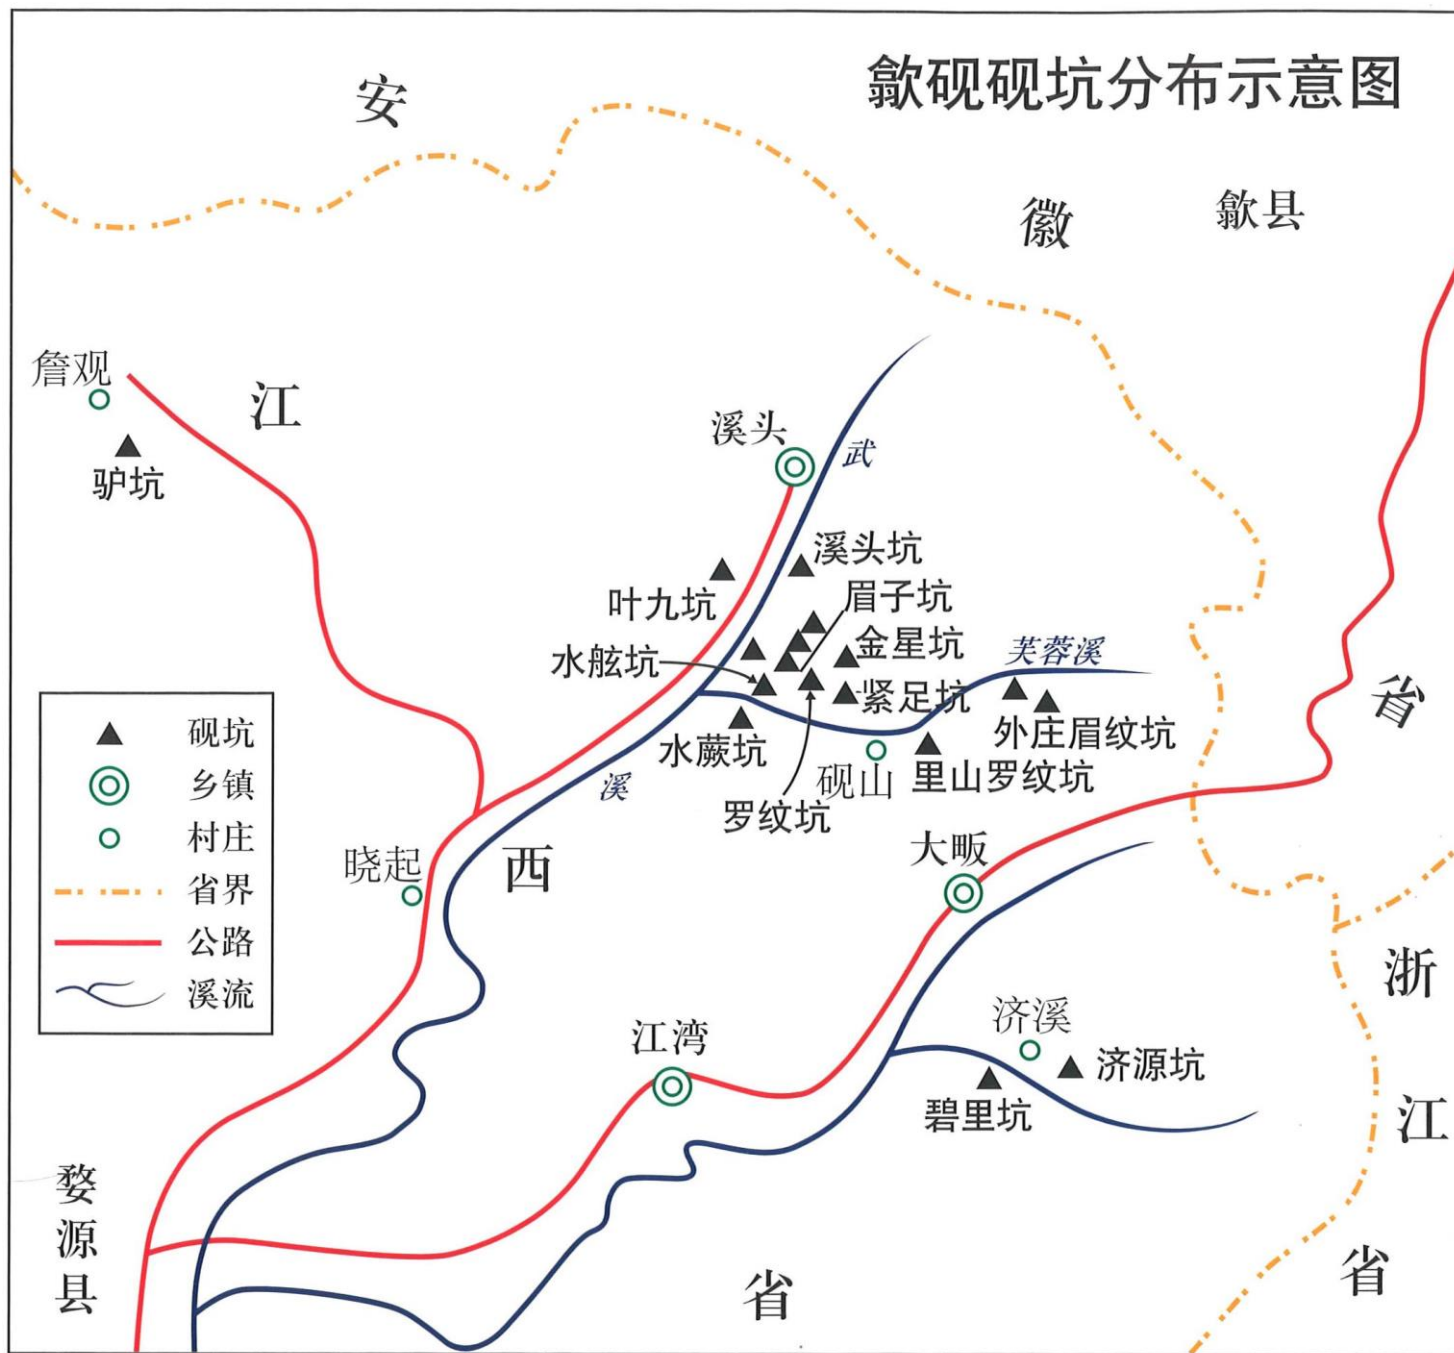 歙砚砚坑分布示意图
安
徽
歙县
詹观
江
驴坑
溪头
武
溪头坑
叶九坑
眉子坑
水舷坑
金星坑
芙蓉溪
紧足坑
省
外庄眉纹坑
水蕨坑
砚山
里山罗纹坑
溪
罗纹坑
砚坑
乡镇
村庄
省界
公路
溪流
晓起
西
大畈
浙
济溪
江湾
济源坑
碧里坑
江
婺源县
省
省